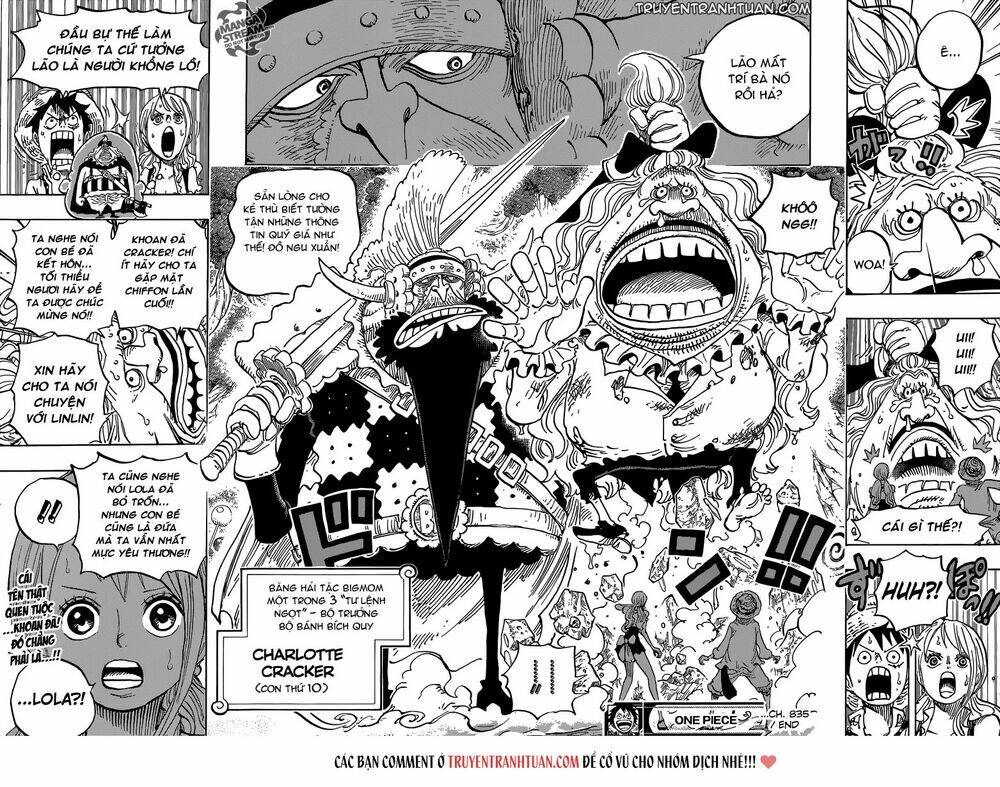 TRUYENTRANHTUAN.COM
Ê...
WOA!
UI!!
UI!!
UI!!
CÁI GÌ THẾ?!
HUH?!
MANGA
STREAM
LÃO MẤT
TRÍ BÀ NÓ
RỒI HẢ?
KHÔÔ
NG!!
SẴN LÒNG CHO
KẺ THÙ BIẾT TƯỜNG
TẬN NHỮNG THÔNG
TIN QUÝ GIÁ NHƯ
THẾ! ĐỒ NGU XUẨN!
BĂNG HẢI TẶC BIGMOM
MỘT TRONG 3 “TƯ LỆNH
NGỌT” – BỘ TRƯỞNG
BỘ BÁNH BÍCH QUY
CHARLOTTE
CRACKER
(CON THỨ 10)
!!
ONE PIECE
...CH. 835
/ END
ĐẦU BỰ THẾ LÀM
CHÚNG TA CỨ TƯỞNG
LÃO LÀ NGƯỜI KHỔNG LỒ!
KHOAN ĐÃ
CRACKER! CHÍ
ÍT HÃY CHO TA
GẶP MẶT
CHIFFON LẦN
CUỐI!!
TA NGHE NÓI
CON BÉ ĐÃ
KẾT HÔN...
TỐI THIỂU
NGƯƠI HÃY ĐỂ
TA ĐƯỢC CHÚC
MỪNG NÓ!!
XIN HÃY
CHO TA NÓI
CHUYỆN
VỚI LINLIN!
TA CŨNG NGHE
NÓI LOLA ĐÃ
BỎ TRỐN...
NHƯNG CON BÉ
CŨNG LÀ ĐỨA
MÀ TA VẪN NHẤT
MỰC YÊU THƯƠNG!!
!!
CÁI
TÊN THẬT
QUEN THUỘC
...KHOAN ĐÃ!
ĐÓ CHẲNG
PHẢI LÀ...!!
...LOLA?!
CÁC BẠN COMMENT Ở TRUYENTRANHTUAN.COM ĐỂ CỔ VŨ CHO NHÓM DỊCH NHÉ!!!